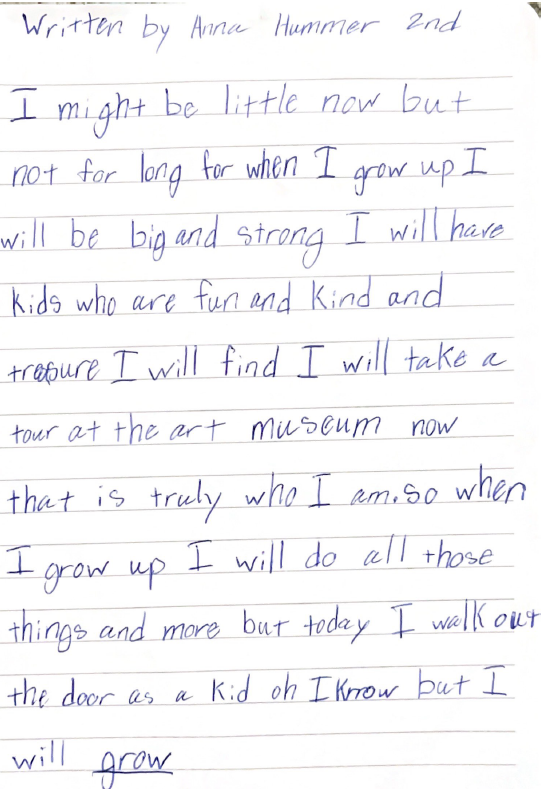 Written by Anna Hummer 2nd
I might be little now but
not for long for when I grow up I
will be big and strong I will have
kids who are fun and kind and
treasure I will find I will take a
tour at the art museum now
that is truly who I am. So when
I grow up I will do all those
things and more but today I walk out
the door as a kid oh I know but I
will grow